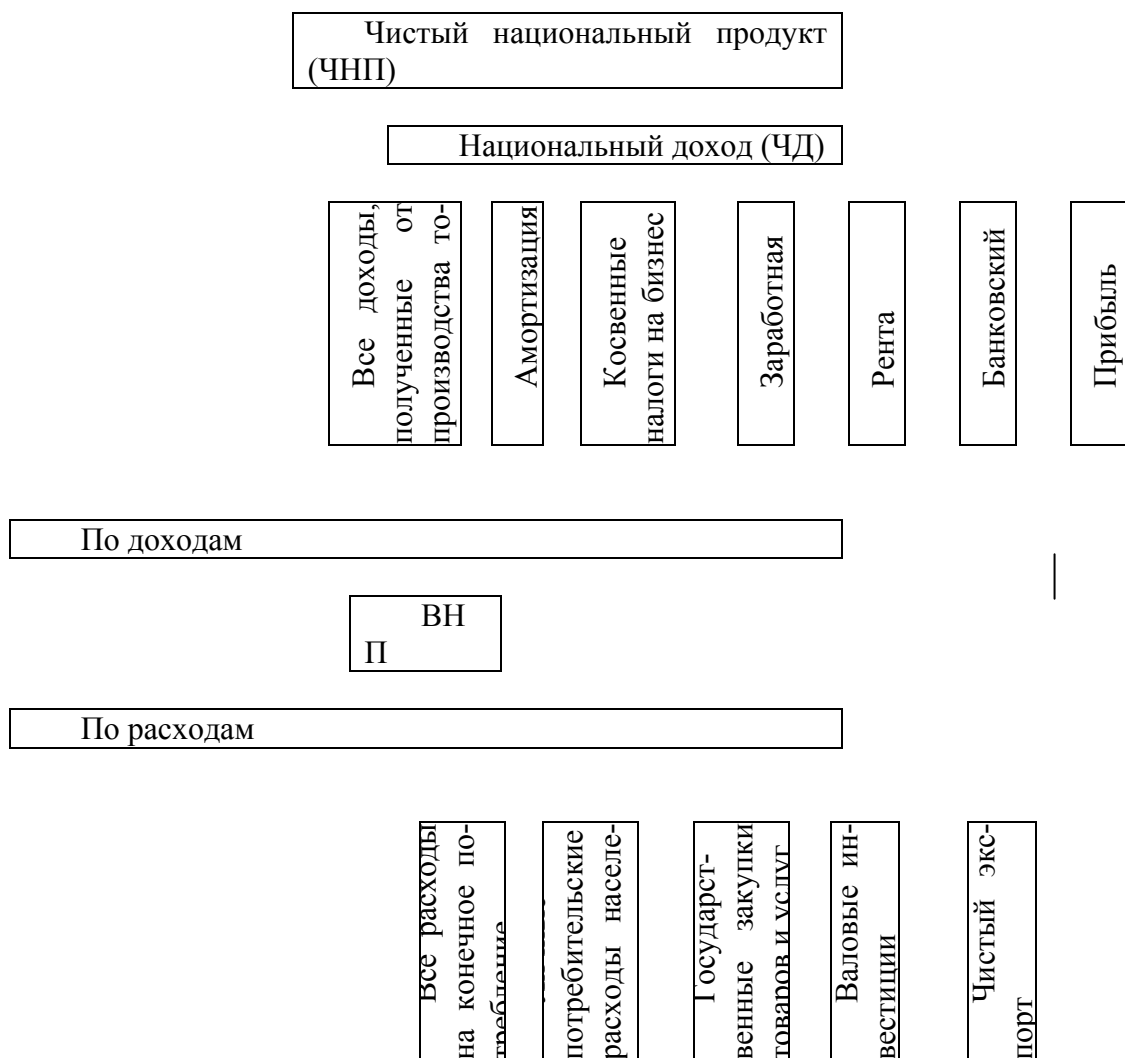 Чистый национальный продукт
(ЧНП)
Национальный доход (ЧД)
Все доходы,
полученные от
производства то-
Амортизация
Косвенные
налоги на бизнес
Заработная
Рента
Банковский
Прибыль
По доходам
ВН
П
По расходам
Все расходы
на конечное по-
требление
потребительские
расходы населе-
Государст-
венные закупки
товаров и услуг
Валовые ин-
вестиции
Чистый экс-
порт